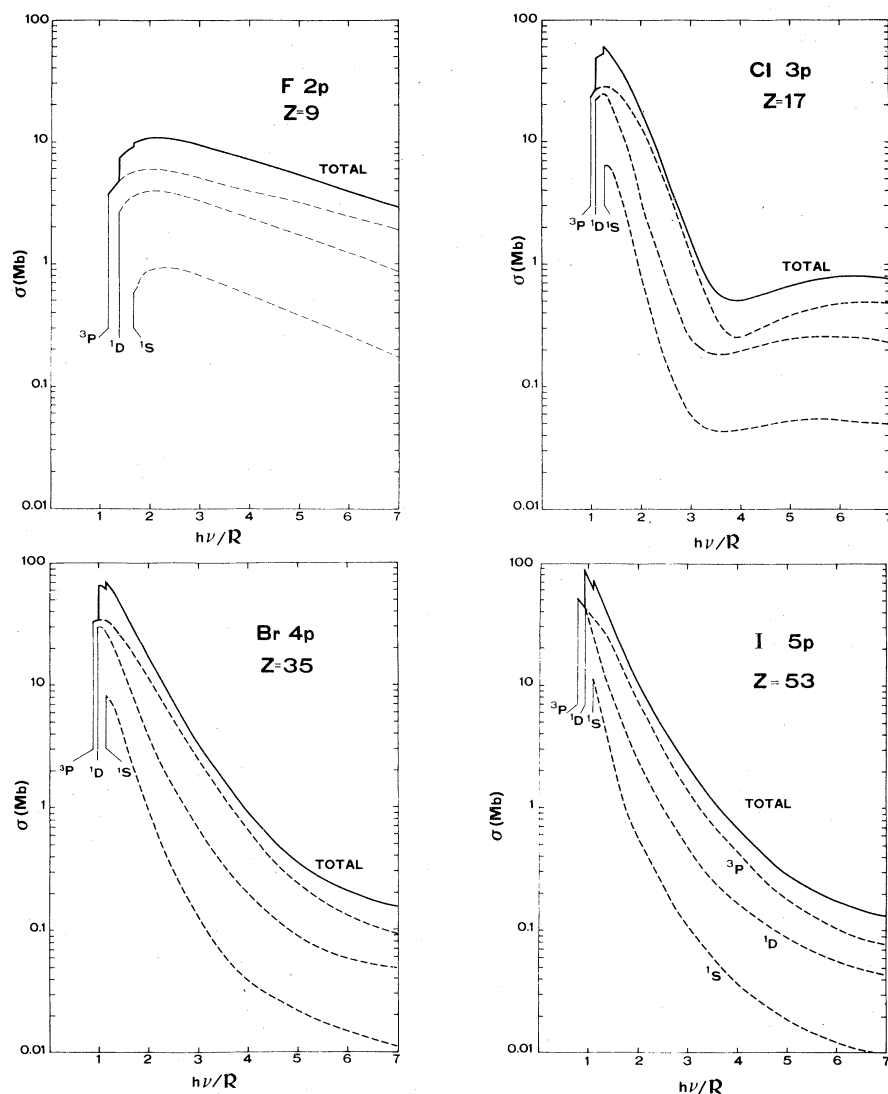 100
10
1
0.1
0.01
σ(Mb)
F 2p
Z=9
TOTAL
³P
¹D
¹S
1 2 3 4 5 6 7
hν/R
100
10
1
0.1
0.01
σ(Mb)
Cl 3p
Z=17
³P ¹D ¹S
TOTAL
1 2 3 4 5 6 7
hν/R
100
10
1
0.1
0.01
σ(Mb)
Br 4p
Z=35
³P ¹D ¹S
TOTAL
1 2 3 4 5 6 7
hν/R
100
10
1
0.1
0.01
σ(Mb)
I 5p
Z=53
³P ¹D ¹S
TOTAL
³P
¹D
¹S
1 2 3 4 5 6 7
hν/R